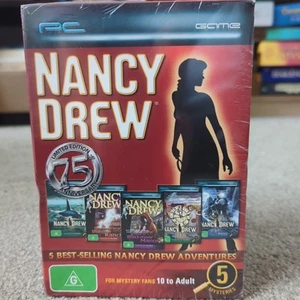 PC GAME
NANCY
DREW
LIMITED EDITION
75
NANCY DREW
NANCY DREW
NANCY DREW
NANCY DREW
NANCY DREW
5 BEST-SELLING NANCY DREW ADVENTURES
G
FOR MYSTERY FANS 10 to Adult
5
MYSTERIES